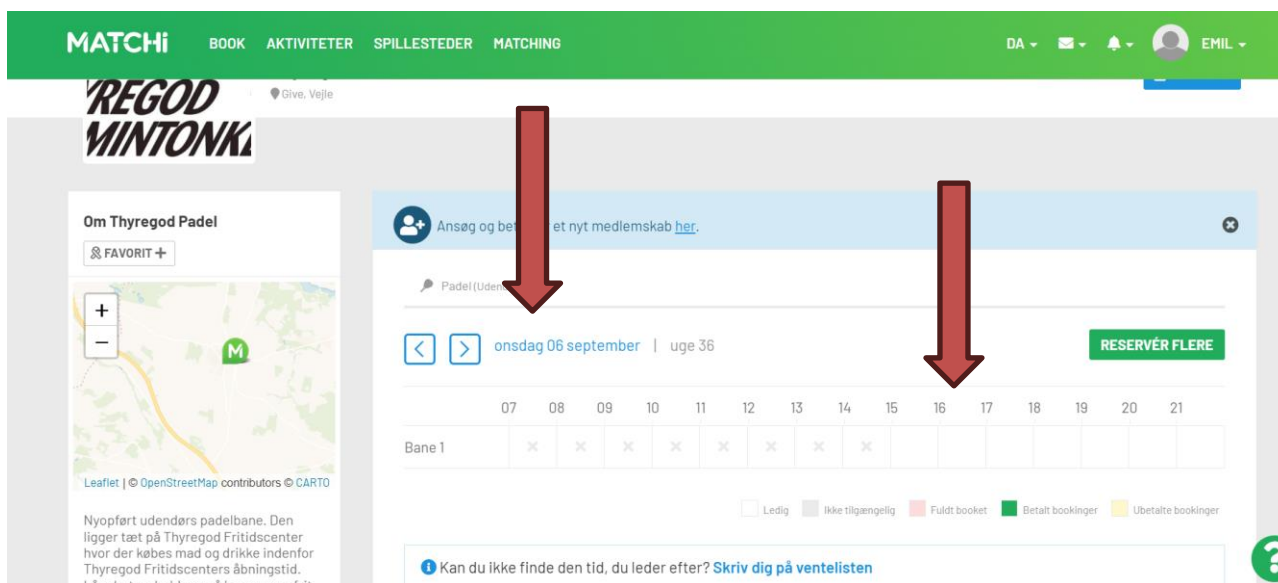 MATCHi BOOK AKTIVITETER SPILLESTEDER MATCHING DA EMIL
Give, Vejle
Om Thyregod Padel
FAVORIT +
+
−
M
Leaflet | © OpenStreetMap contributors © CARTO
Nyopført udendørs padelbane. Den
ligger tæt på Thyregod Fritidscenter
hvor der købes mad og drikke indenfor
Thyregod Fritidscenters åbningstid.
Ansøg og et nyt medlemskab her.
Padel
onsdag 06 september | uge 36
RESERVÉR FLERE
07 08 09 10 11 12 13 14 15 16 17 18 19 20 21
Bane 1
Ledig Ikke tilgængelig Fuldt booket Betalt bookinger Ubetalte bookinger
Kan du ikke finde den tid, du leder efter? Skriv dig på ventelisten
?